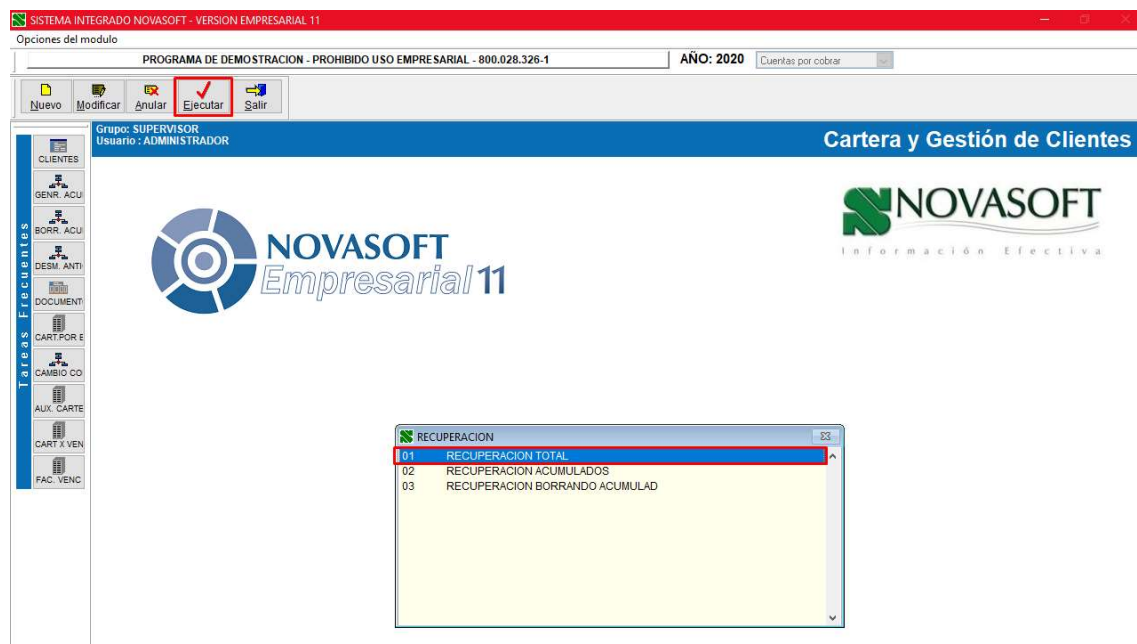 SISTEMA INTEGRADO NOVASOFT - VERSION EMPRESARIAL 11
Opciones del modulo
PROGRAMA DE DEMOSTRACION - PROHIBIDO USO EMPRESARIAL - 800.028.326-1 AÑO: 2020 Cuentas por cobrar
Nuevo Modificar Anular Ejecutar Salir
Grupo: SUPERVISOR
Usuario : ADMINISTRADOR
Cartera y Gestión de Clientes
Tareas Frecuentes
CLIENTES
GENR. ACU
BORR. ACU
DESM. ANTI
DOCUMENT
CART.POR E
CAMBIO CO
AUX. CARTE
CART X VEN
FAC. VENC
NOVASOFT
Empresarial 11
NOVASOFT
Información Efectiva
RECUPERACION
01 RECUPERACION TOTAL
02 RECUPERACION ACUMULADOS
03 RECUPERACION BORRANDO ACUMULAD